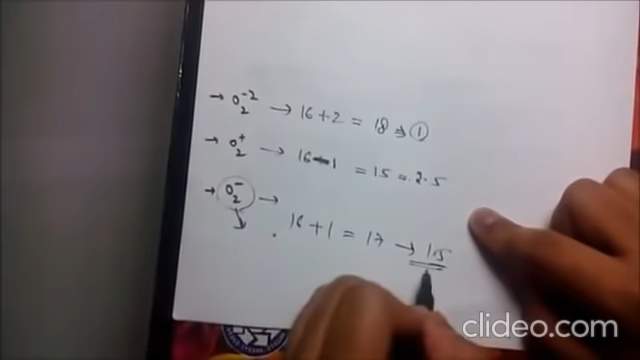 → O₂⁻² → 16 + 2 = 18 ⇒ ①
→ O₂⁺ → 16 - 1 = 15 = 2.5
→ O₂⁻ → 16 + 1 = 17 → 1.5
clideo.com